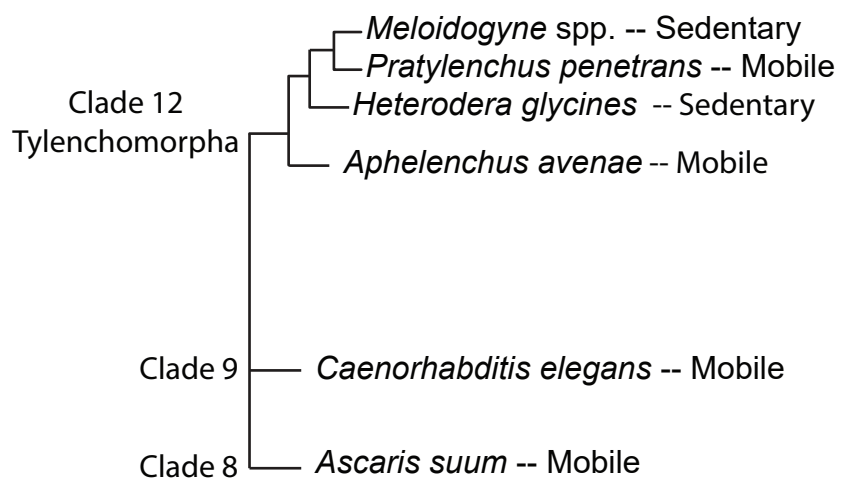 Meloidogyne spp. -- Sedentary
Pratylenchus penetrans -- Mobile
Heterodera glycines -- Sedentary
Clade 12
Tylenchomorpha
Aphelenchus avenae -- Mobile
Clade 9
Caenorhabditis elegans -- Mobile
Clade 8
Ascaris suum -- Mobile